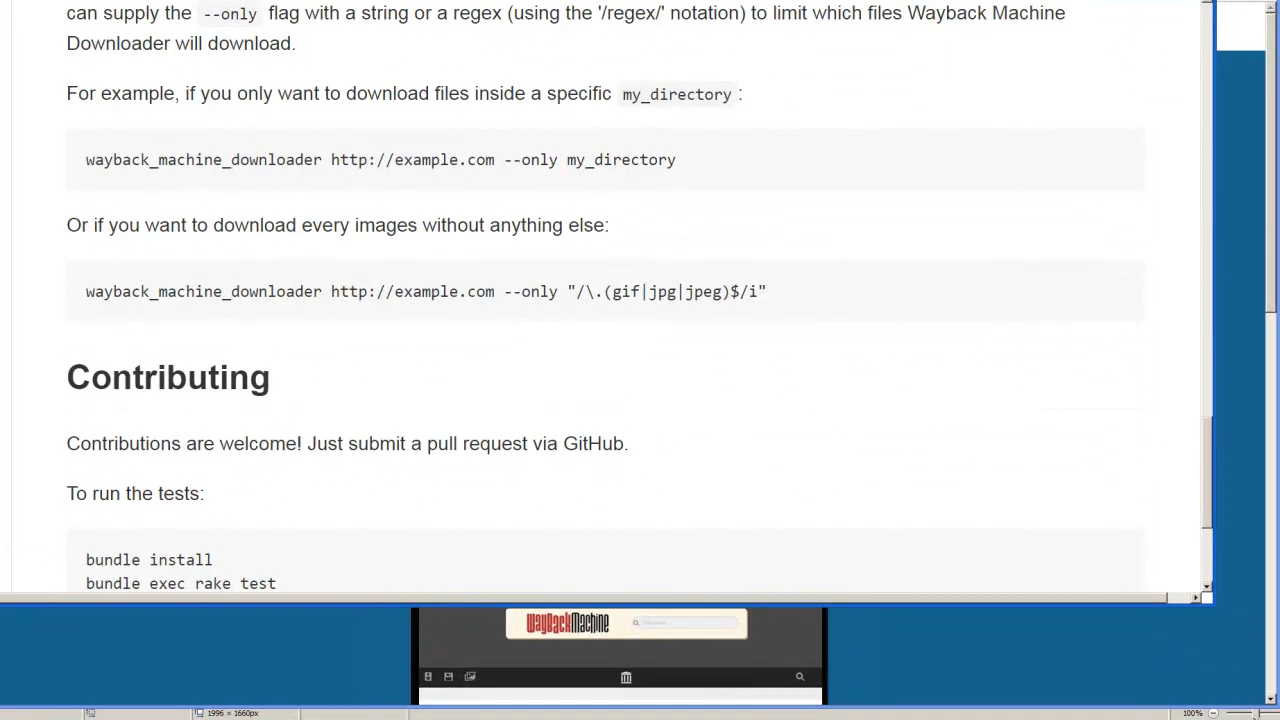 can supply the --only flag with a string or a regex (using the '/regex/' notation) to limit which files Wayback Machine
Downloader will download.
For example, if you only want to download files inside a specific my_directory:
wayback_machine_downloader http://example.com --only my_directory
Or if you want to download every images without anything else:
wayback_machine_downloader http://example.com --only "/\.(gif|jpg|jpeg)$/i"
Contributing
Contributions are welcome! Just submit a pull request via GitHub.
To run the tests:
bundle install
bundle exec rake test
WayBackMachine
1996 × 1660px
100%